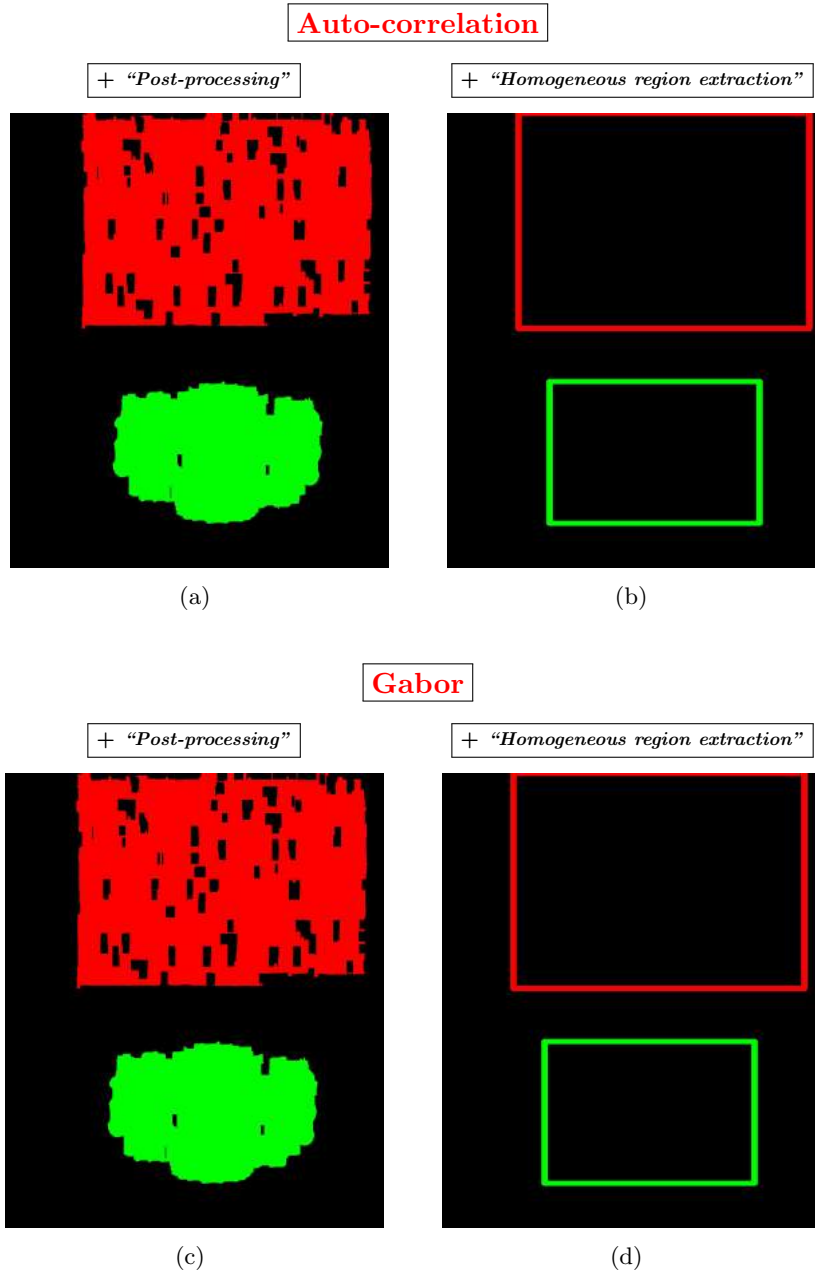 Auto-correlation
+ “Post-processing” + “Homogeneous region extraction”
(a) (b)
Gabor
+ “Post-processing” + “Homogeneous region extraction”
(c) (d)